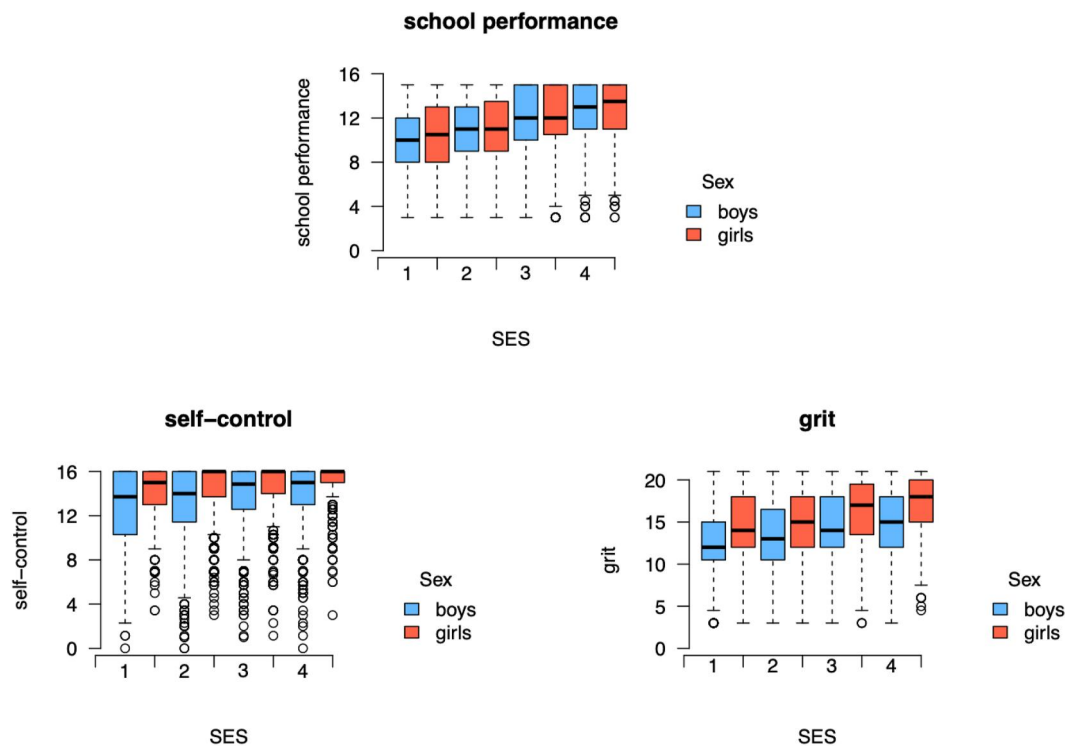 school performance
school performance
16
12
8
4
0
1 2 3 4
SES
Sex
boys
girls
self−control
self−control
16
12
8
4
0
1 2 3 4
SES
Sex
boys
girls
grit
grit
20
15
10
5
0
1 2 3 4
SES
Sex
boys
girls